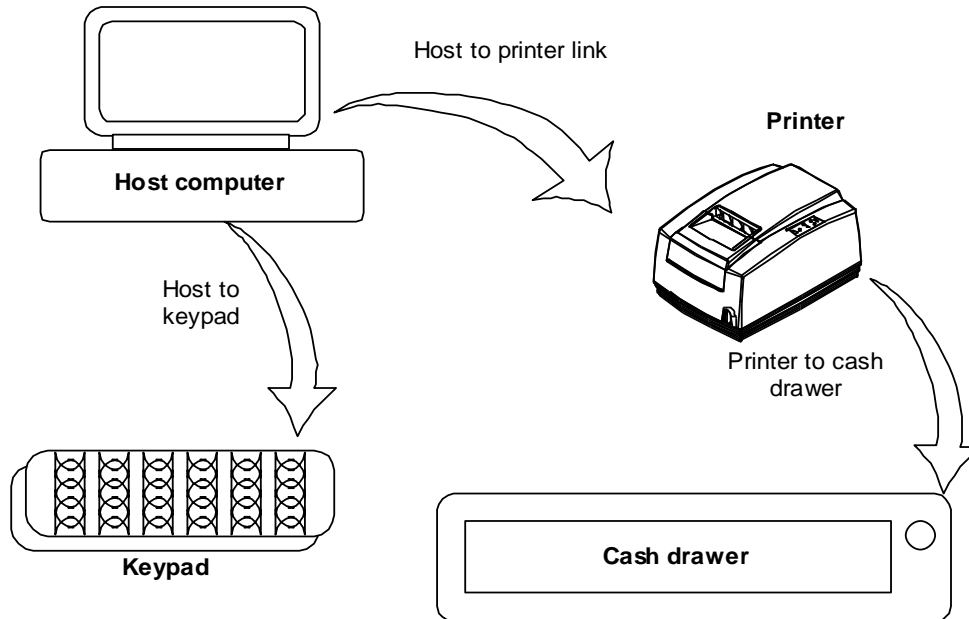 Host to printer link
Printer
Host computer
Host to
keypad
Printer to cash
drawer
Keypad
Cash drawer